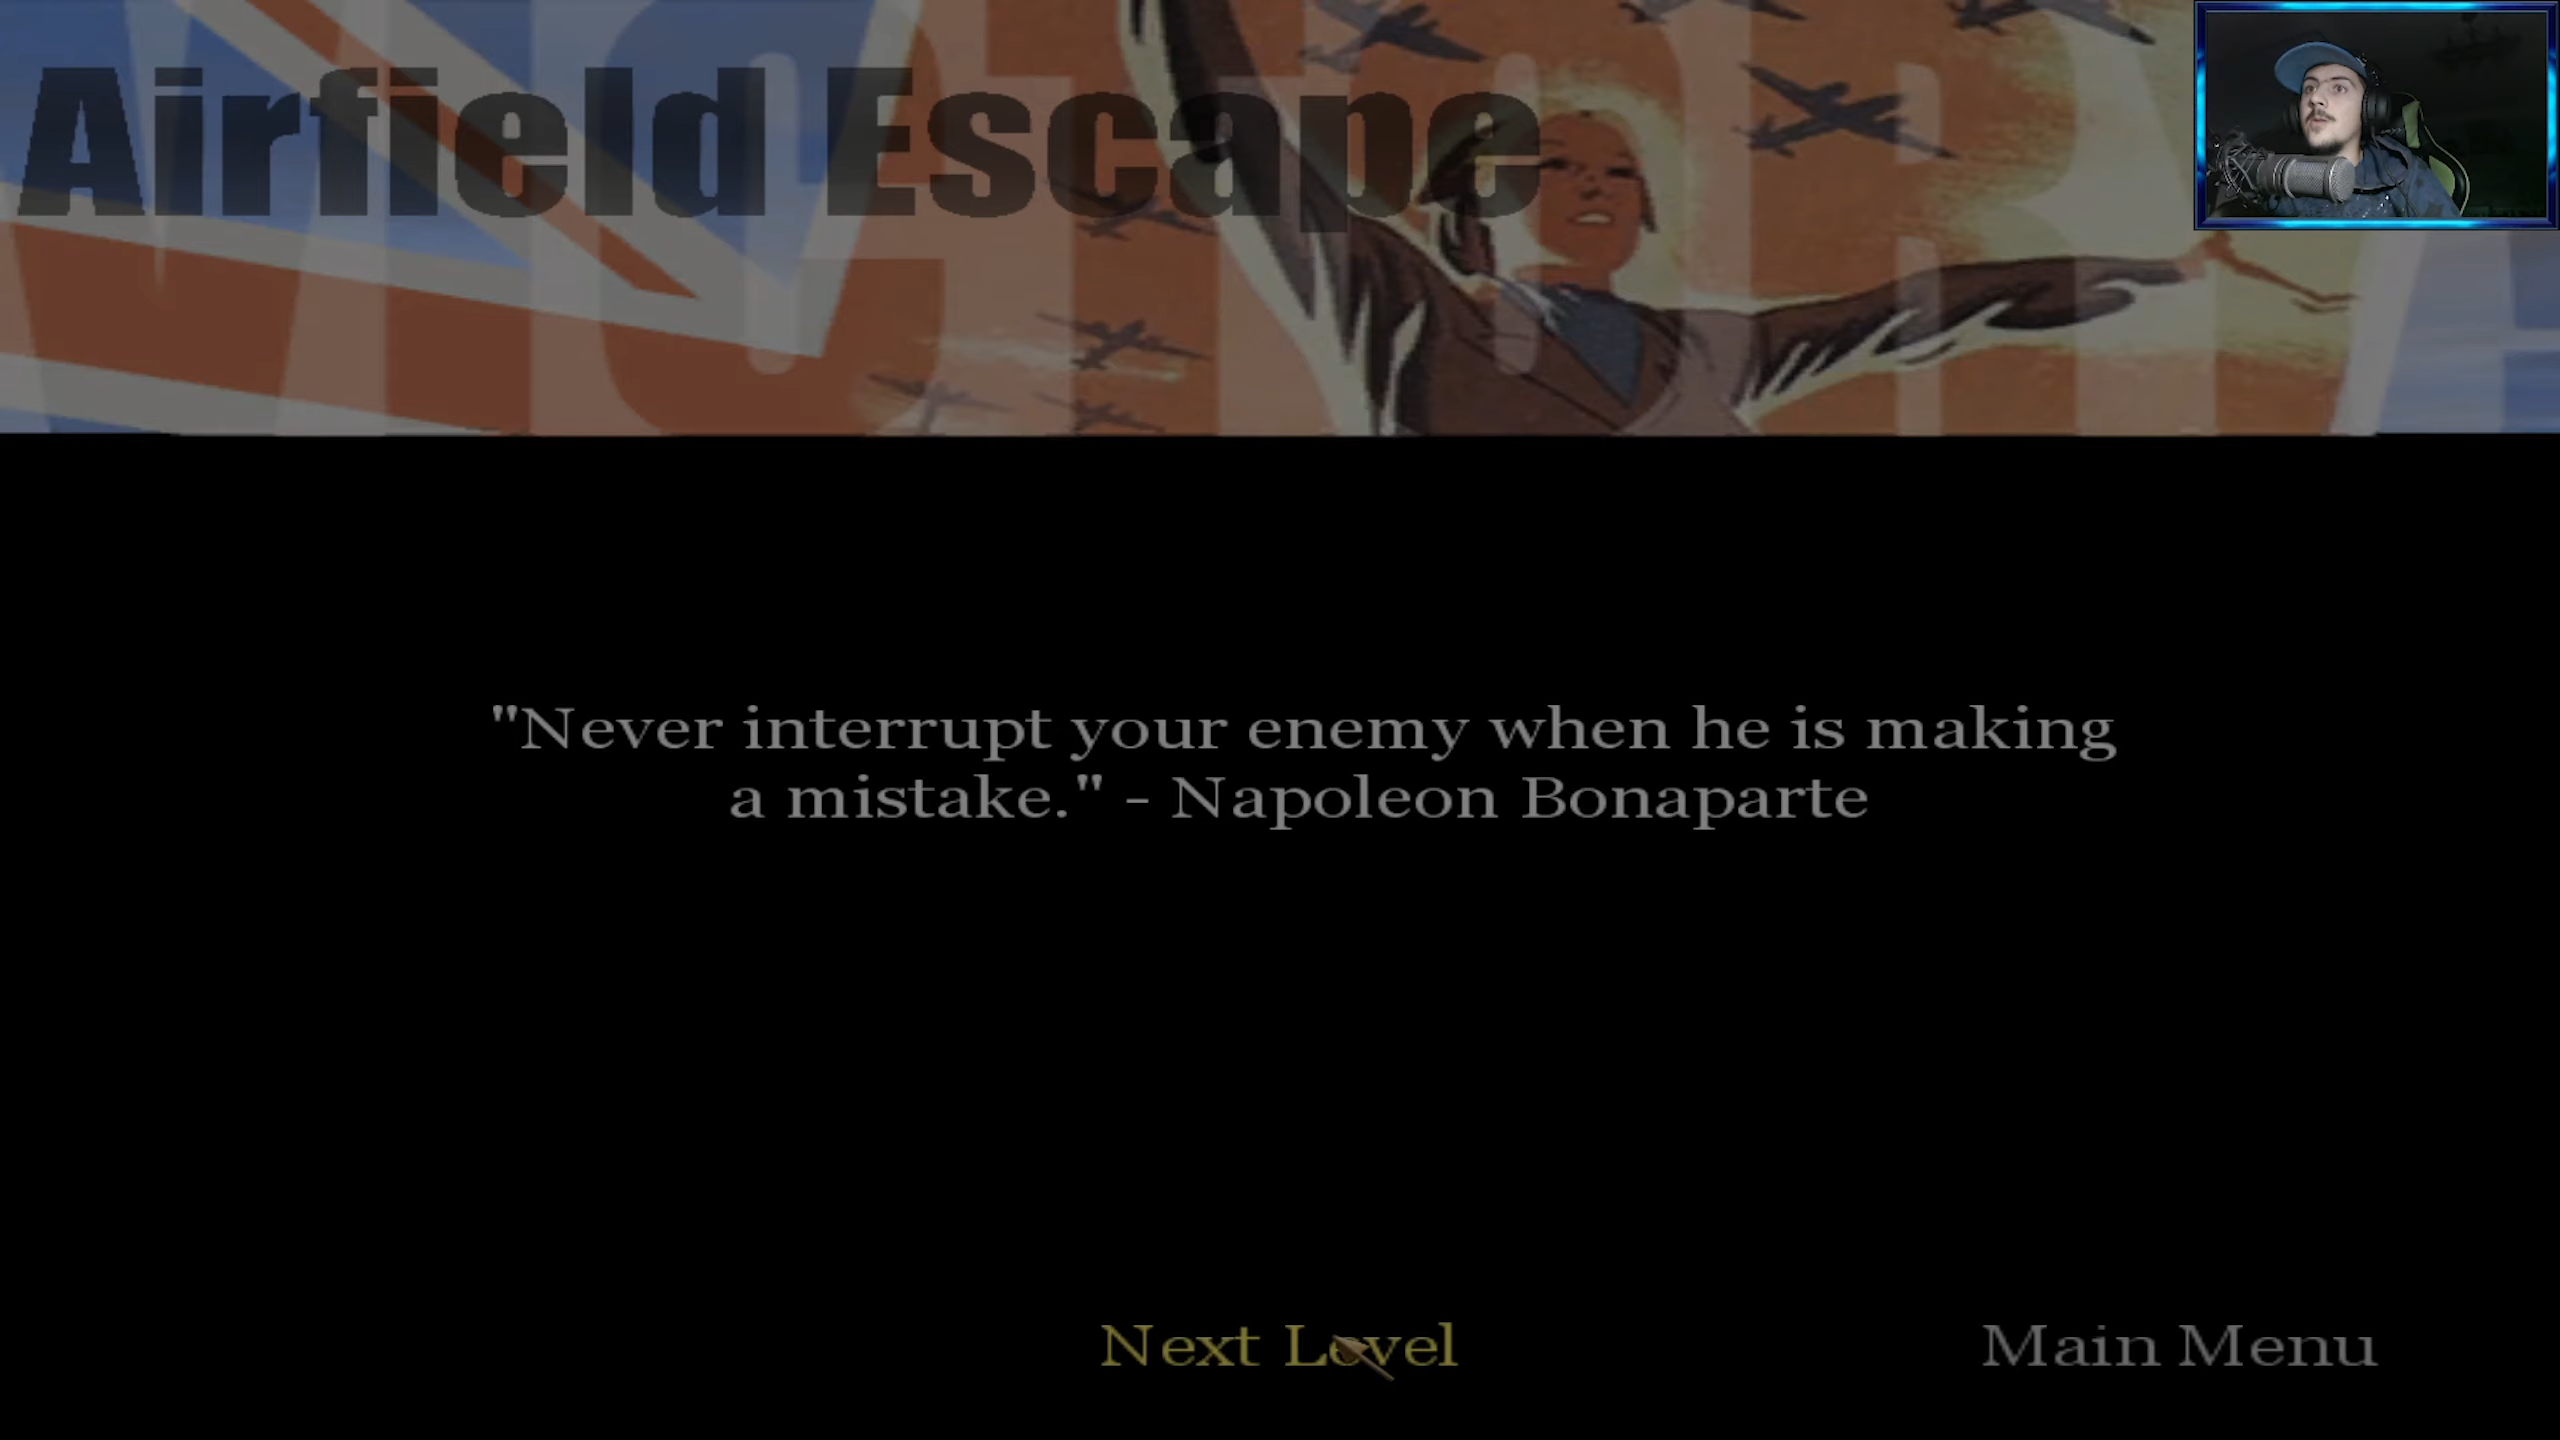 Airfield Escape
"Never interrupt your enemy when he is making
a mistake." - Napoleon Bonaparte
Next Level
Main Menu